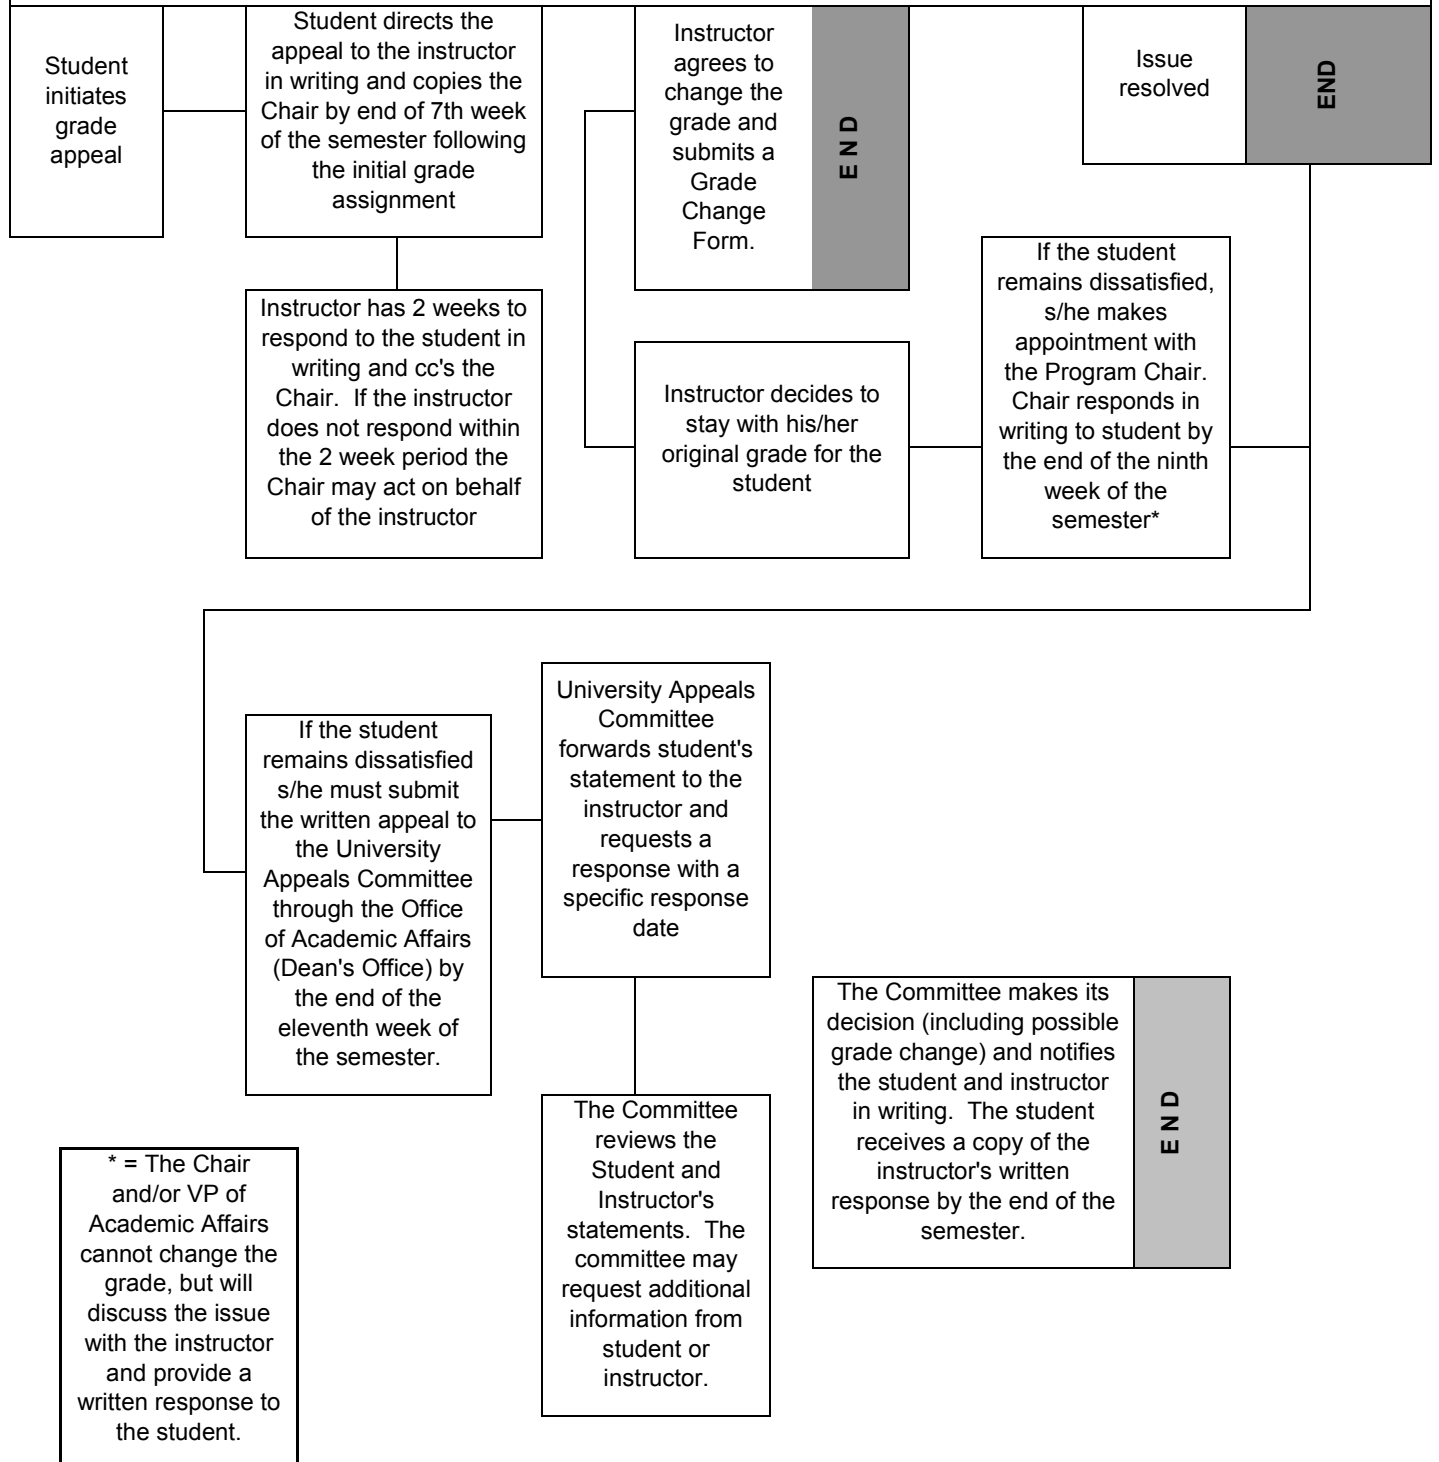 Student
initiates
grade
appeal
Student directs the
appeal to the instructor
in writing and copies the
Chair by end of 7th week
of the semester following
the initial grade
assignment
Instructor has 2 weeks to
respond to the student in
writing and cc's the
Chair.  If the instructor
does not respond within
the 2 week period the
Chair may act on behalf
of the instructor
Instructor
agrees to
change the
grade and
submits a
Grade
Change
Form.
E N D
Instructor decides to
stay with his/her
original grade for the
student
If the student
remains dissatisfied,
s/he makes
appointment with
the Program Chair.
Chair responds in
writing to student by
the end of the ninth
week of the
semester*
Issue
resolved
END
If the student
remains dissatisfied
s/he must submit
the written appeal to
the University
Appeals Committee
through the Office
of Academic Affairs
(Dean's Office) by
the end of the
eleventh week of
the semester.
University Appeals
Committee
forwards student's
statement to the
instructor and
requests a
response with a
specific response
date
The Committee
reviews the
Student and
Instructor's
statements.  The
committee may
request additional
information from
student or
instructor.
The Committee makes its
decision (including possible
grade change) and notifies
the student and instructor
in writing.  The student
receives a copy of the
instructor's written
response by the end of the
semester.
E N D
* = The Chair
and/or VP of
Academic Affairs
cannot change the
grade, but will
discuss the issue
with the instructor
and provide a
written response to
the student.